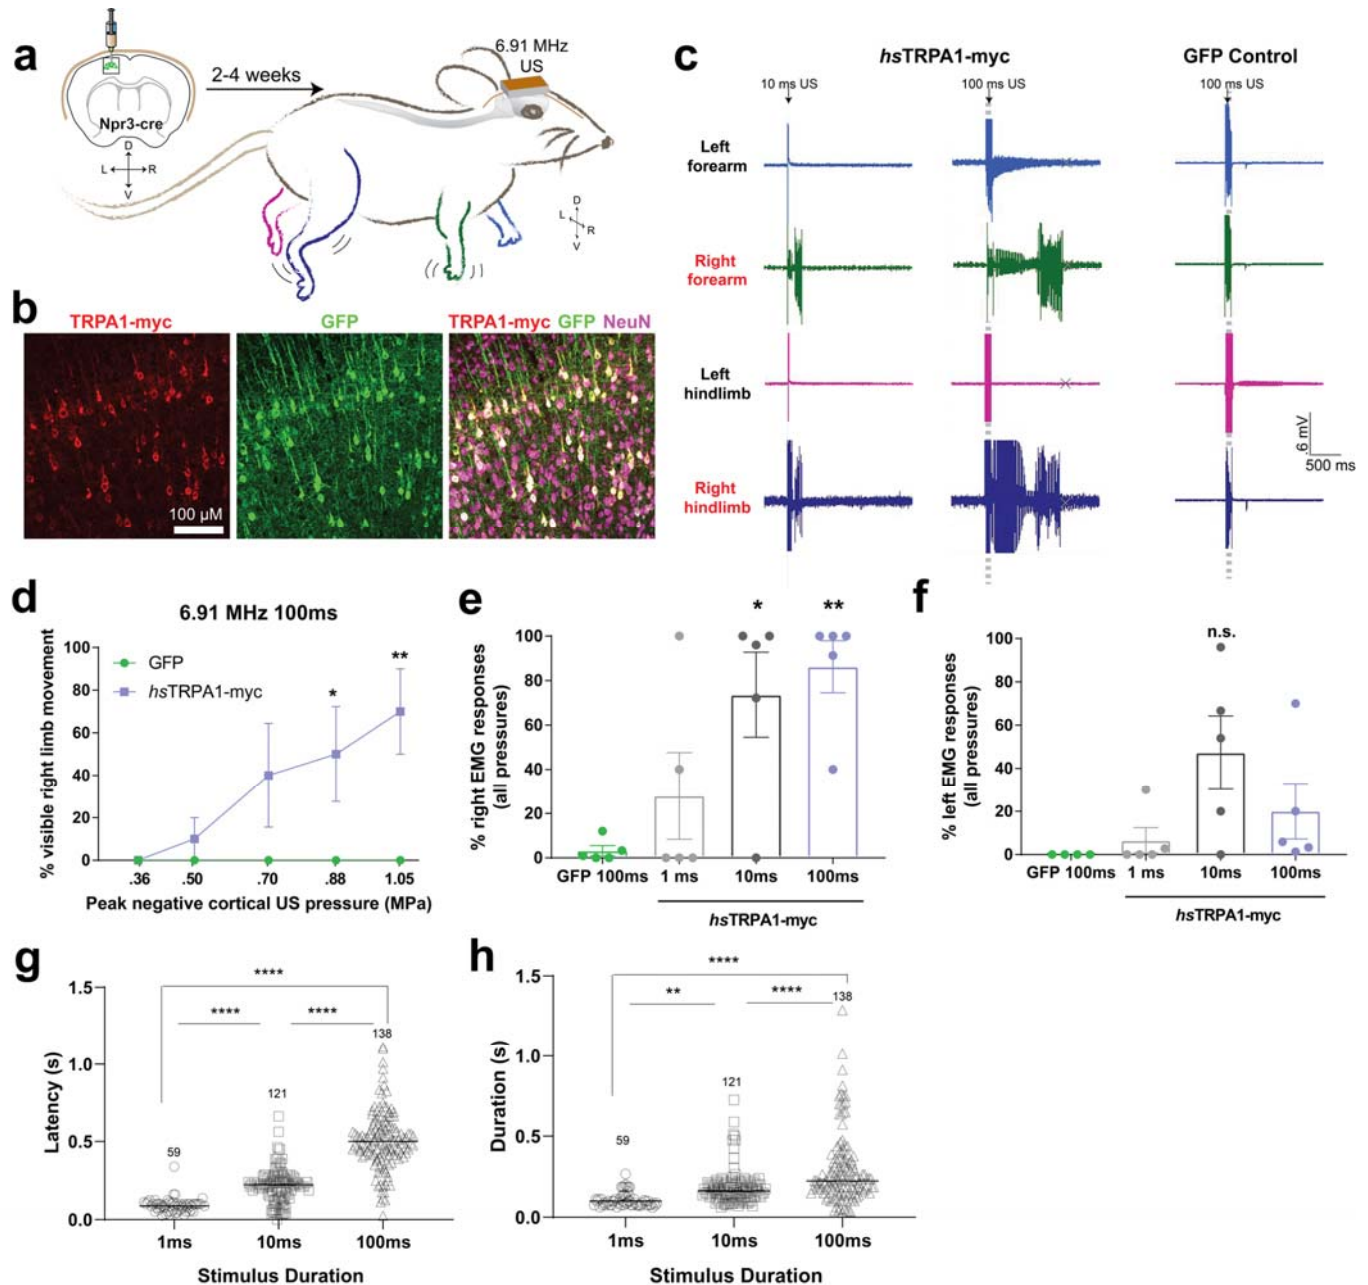 a
2-4 weeks
6.91 MHz
US
Npr3-cre
D
L R
V
D
L
R
V
b
TRPA1-myc
GFP
TRPA1-myc GFP NeuN
100 µM
c
hsTRPA1-myc
GFP Control
10 ms US
100 ms US
100 ms US
Left
forearm
Right
forearm
Left
hindlimb
Right
hindlimb
.6 mV
500 ms
d
6.91 MHz 100ms
% visible right limb movement
100
80
60
40
20
0
GFP
hsTRPA1-myc
*
**
.36 .50 .70 .88 1.05
Peak negative cortical US pressure (MPa)
e
% right EMG responses
(all pressures)
100
80
60
40
20
0
*
**
GFP 100ms 1 ms 10ms 100ms
hsTRPA1-myc
f
% left EMG responses
(all pressures)
100
80
60
40
20
0
n.s.
GFP 100ms 1 ms 10ms 100ms
hsTRPA1-myc
g
Latency (s)
1.5
1.0
0.5
0.0
****
**** ****
59
121
138
1ms 10ms 100ms
Stimulus Duration
h
Duration (s)
1.5
1.0
0.5
0.0
****
** ****
59
121
138
1ms 10ms 100ms
Stimulus Duration